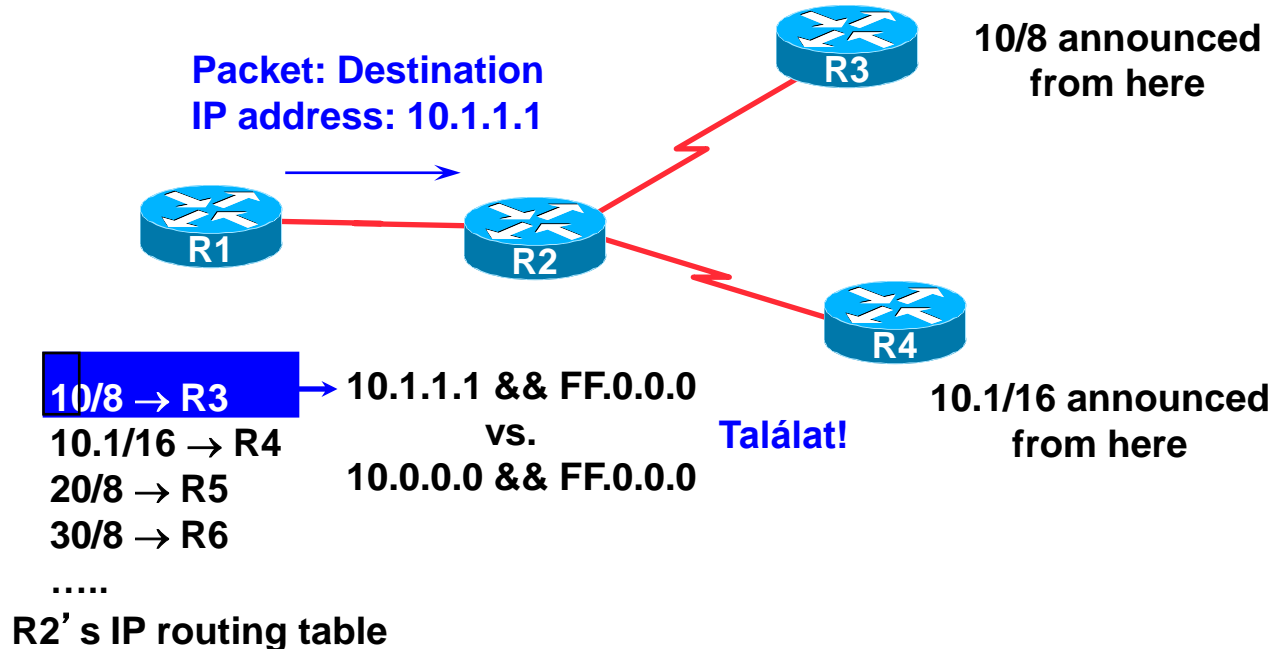 Packet: Destination
IP address: 10.1.1.1
R3
10/8 announced
from here
R1
R2
R4
10.1/16 announced
from here
10/8 → R3
10.1/16 → R4
20/8 → R5
30/8 → R6
…..
R2’s IP routing table
10.1.1.1 && FF.0.0.0
vs.
10.0.0.0 && FF.0.0.0
Találat!